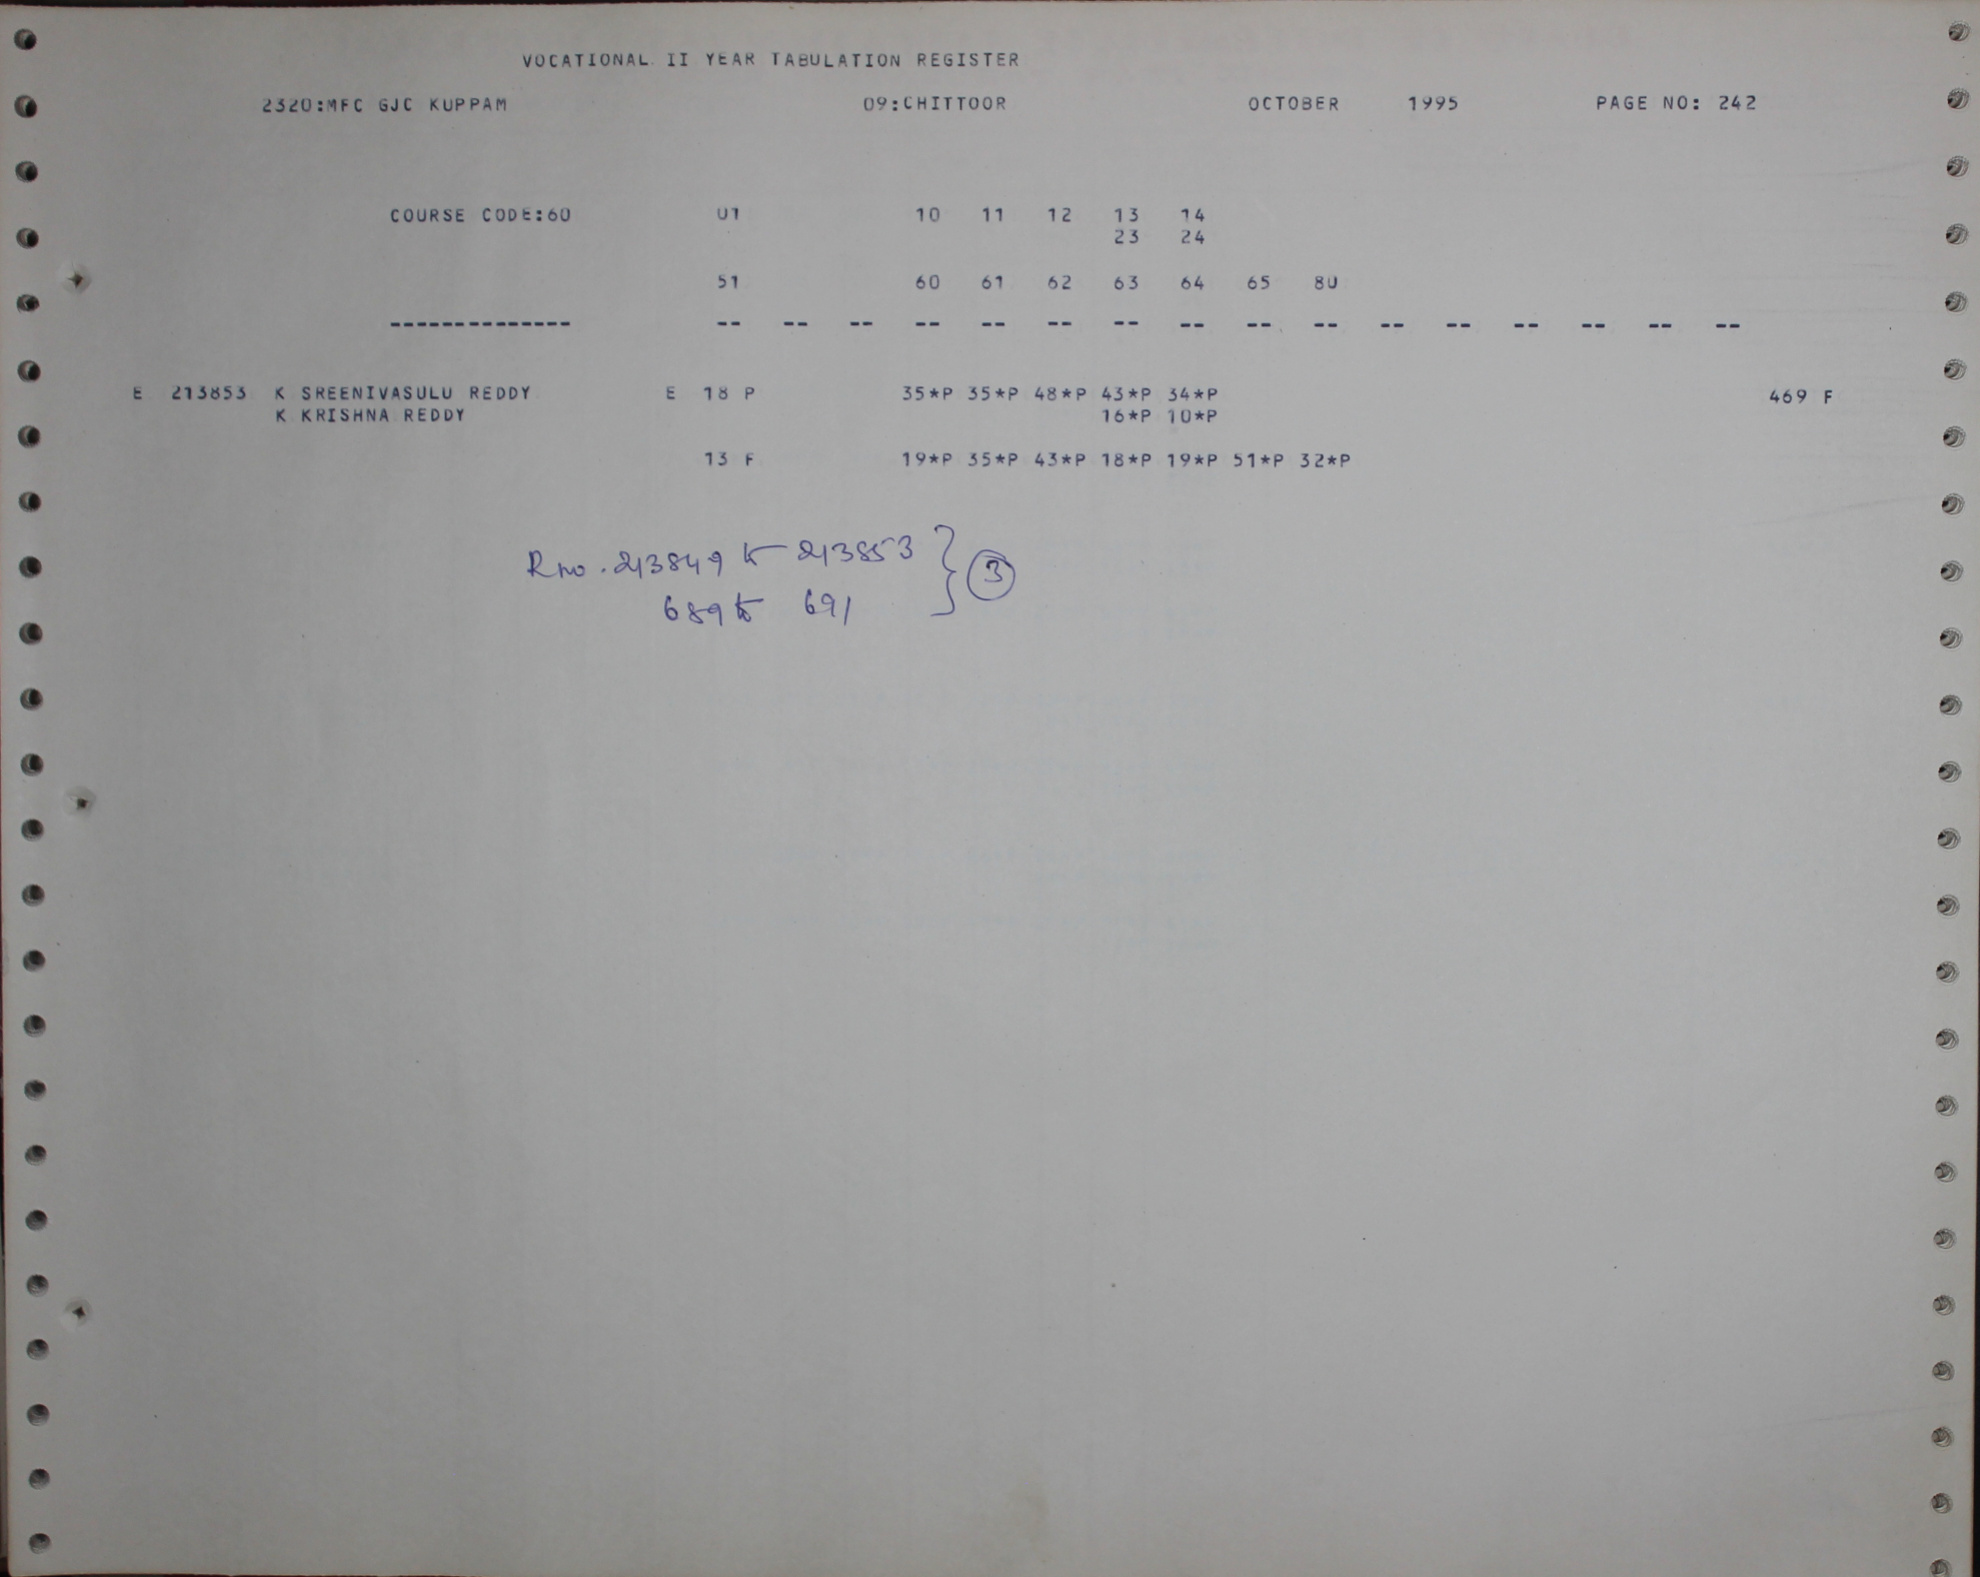 VOCATIONAL II YEAR TABULATION REGISTER
2320:MFC GJC KUPPAM 09:CHITTOOR OCTOBER 1995 PAGE NO: 242
COURSE CODE:60 01 10 11 12 13 14
23 24
51 60 61 62 63 64 65 80
-------------- -- -- -- -- -- -- -- -- -- -- -- -- -- -- -- --
E 213853 K SREENIVASULU REDDY E 18 P 35*P 35*P 48*P 43*P 34*P 469 F
K KRISHNA REDDY 16*P 10*P
13 F 19*P 35*P 43*P 18*P 19*P 51*P 32*P
Rno. 213849 to 213853 } 3
689 to 691